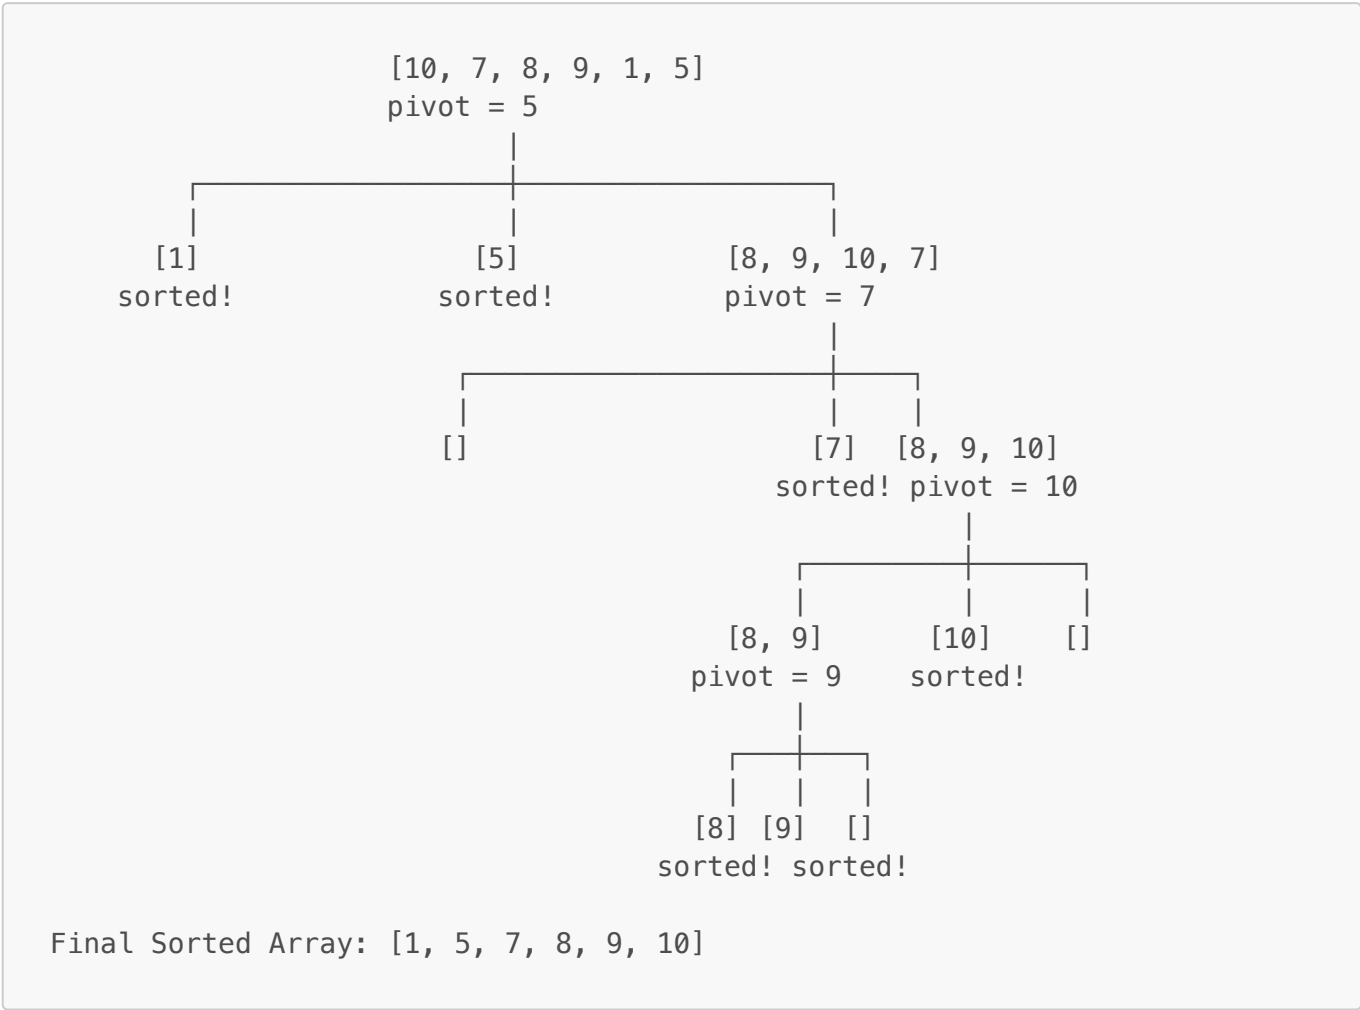 [10, 7, 8, 9, 1, 5]
pivot = 5
[1] [5] [8, 9, 10, 7]
sorted! sorted! pivot = 7
[] [7] [8, 9, 10]
sorted! pivot = 10
[8, 9] [10] []
pivot = 9 sorted!
[8] [9] []
sorted! sorted!
Final Sorted Array: [1, 5, 7, 8, 9, 10]